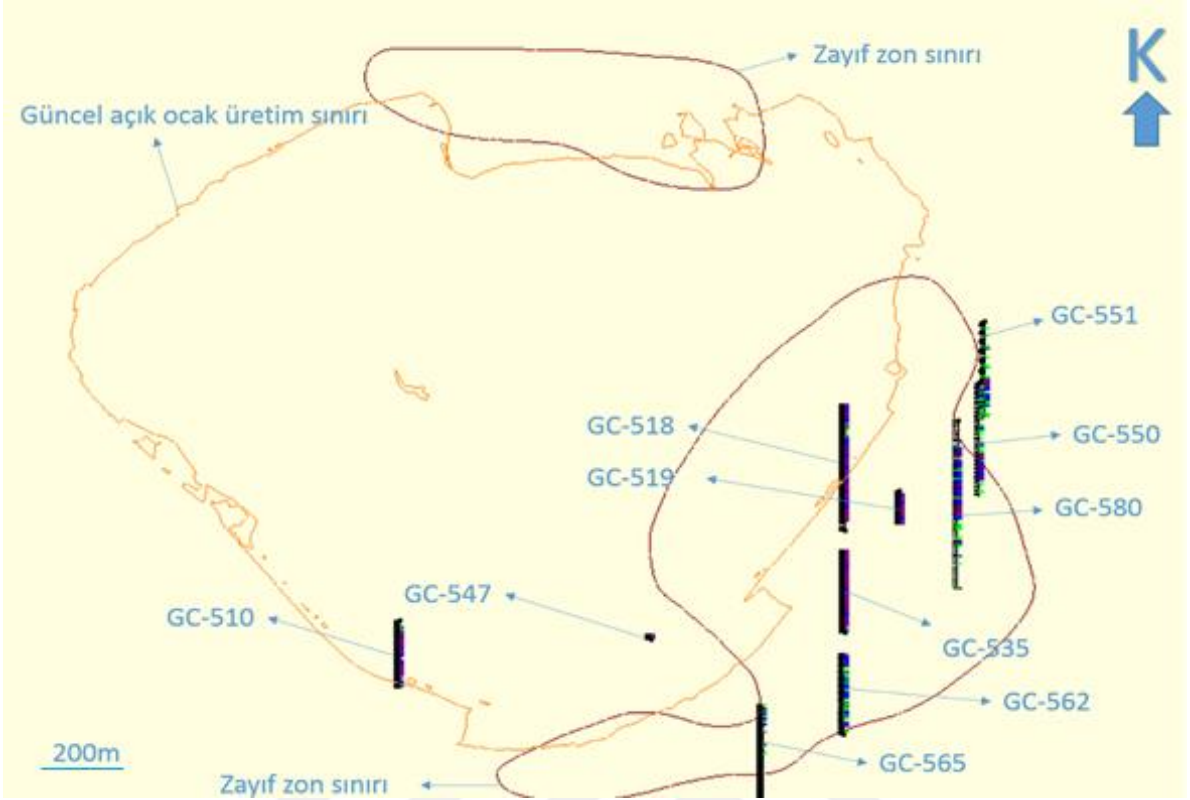 Zayıf zon sınırı
K
Güncel açık ocak üretim sınırı
GC-551
GC-518
GC-550
GC-519
GC-580
GC-547
GC-510
GC-535
GC-562
200m
GC-565
Zayıf zon sınırı